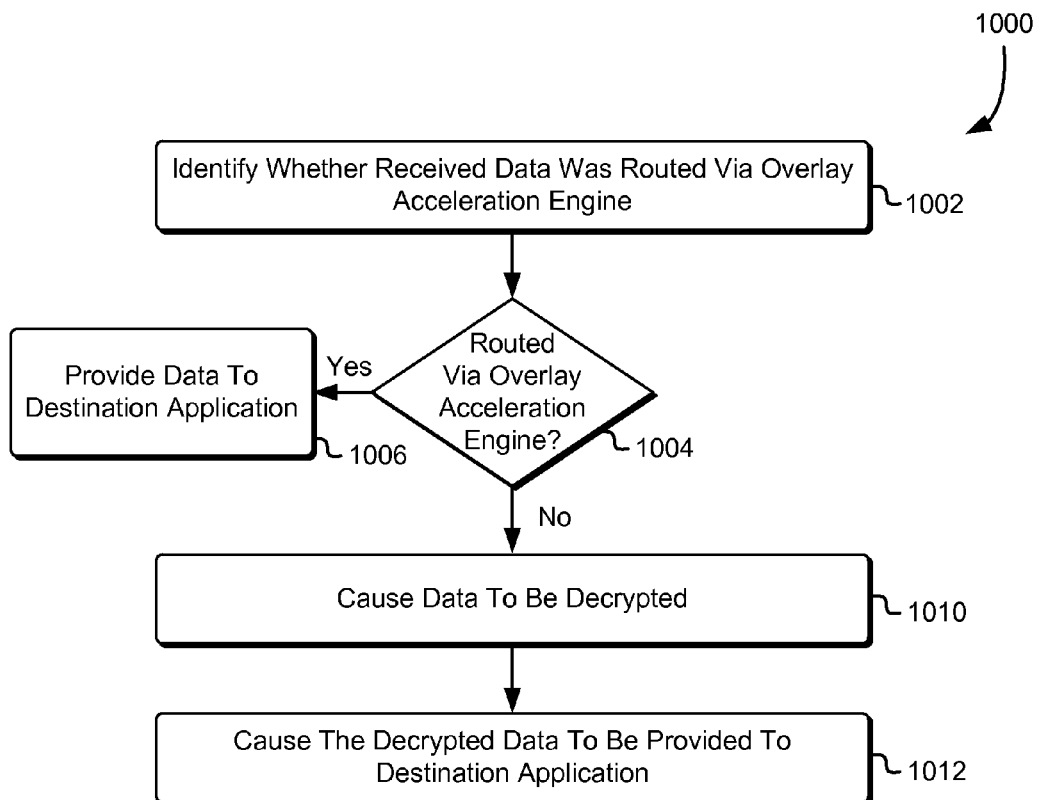 1000
Identify Whether Received Data Was Routed Via Overlay
Acceleration Engine
1002
Routed
Via Overlay
Acceleration
Engine?
1004
Yes
Provide Data To
Destination Application
1006
No
Cause Data To Be Decrypted
1010
Cause The Decrypted Data To Be Provided To
Destination Application
1012